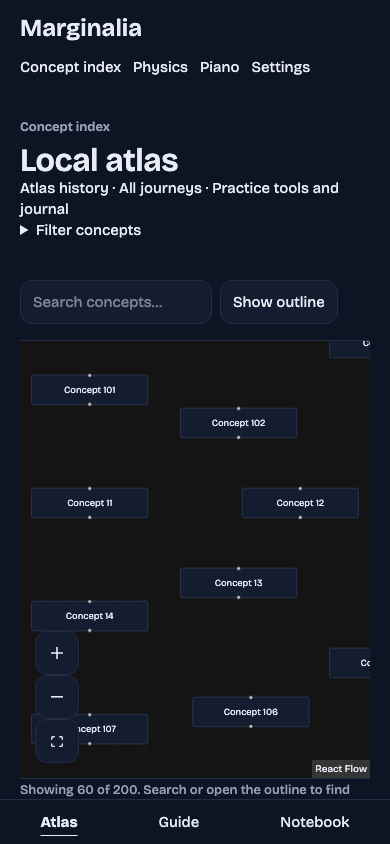 Marginalia
Concept index Physics Piano Settings
Concept index
Local atlas
Atlas history · All journeys · Practice tools and
journal
Filter concepts
Search concepts...
Show outline
Concept 101
Concept 102
Concept 11
Concept 12
Concept 13
Concept 14
Concept 106
107
React Flow
Showing 60 of 200. Search or open the outline to find
Atlas Guide Notebook